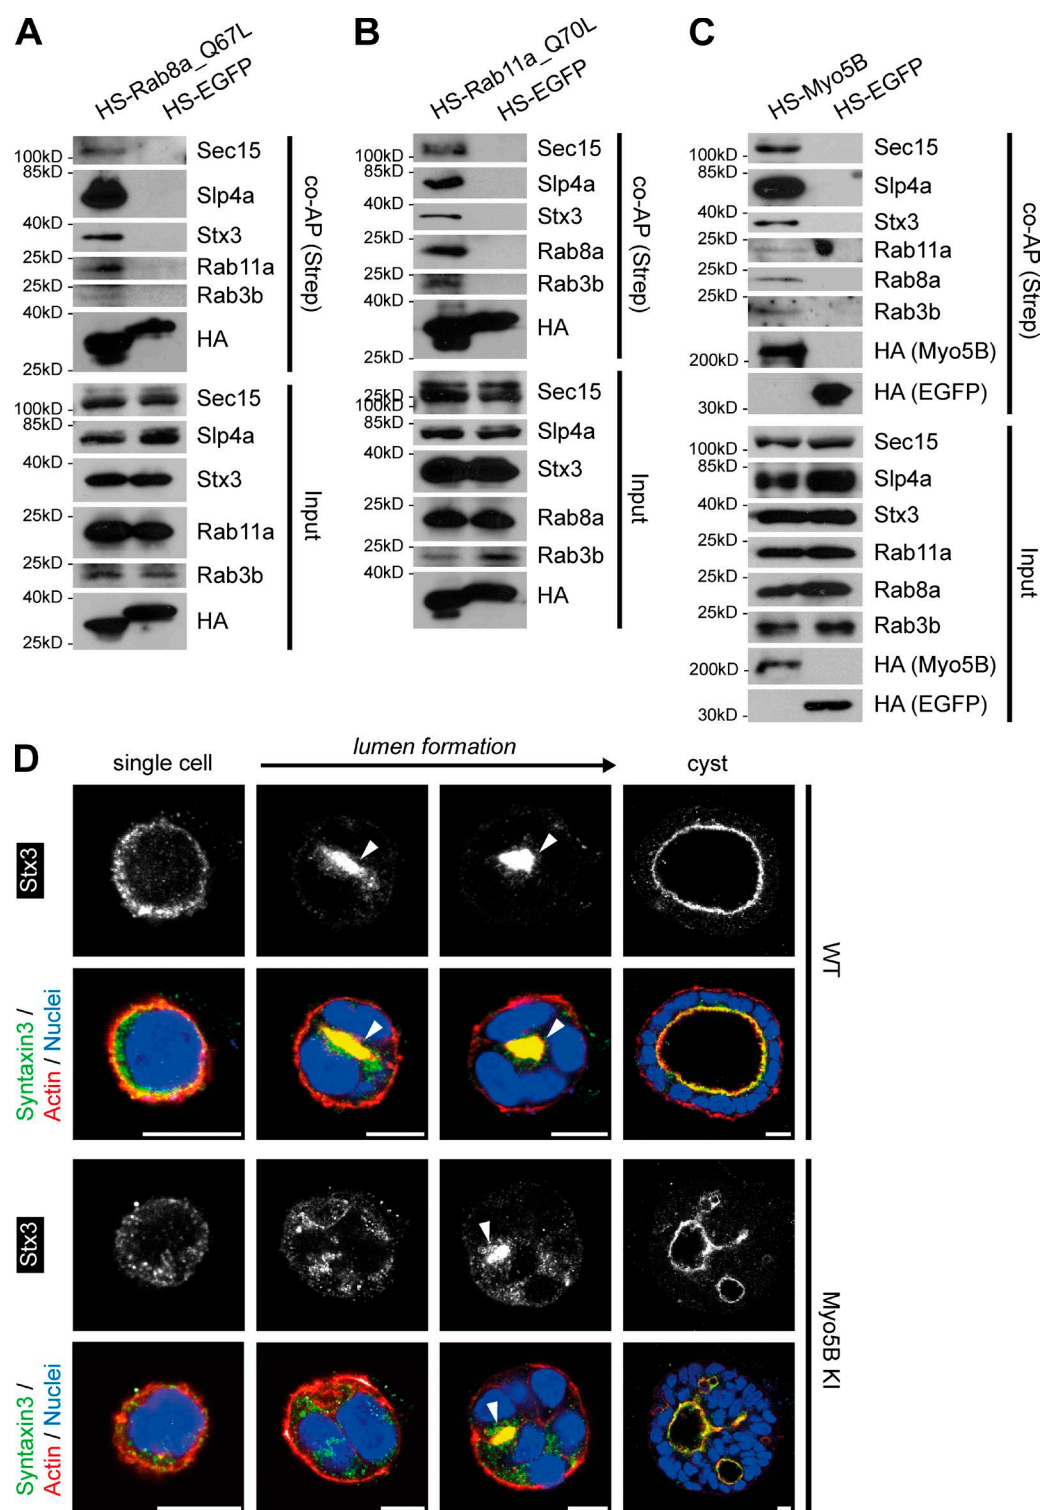 A
HS-Rab8a_Q67L
HS-EGFP
100kD
Sec15
85kD
Slp4a
40kD
Stx3
25kD
Rab11a
25kD
Rab3b
40kD
HA
25kD
co-AP (Strep)
100kD
Sec15
85kD
Slp4a
40kD
Stx3
25kD
Rab11a
25kD
Rab3b
40kD
HA
25kD
Input
B
HS-Rab11a_Q70L
HS-EGFP
100kD
Sec15
85kD
Slp4a
40kD
Stx3
25kD
Rab8a
25kD
Rab3b
40kD
HA
25kD
co-AP (Strep)
25kD
100kD
Sec15
85kD
Slp4a
40kD
Stx3
25kD
Rab8a
25kD
Rab3b
40kD
HA
Input
C
HS-Myo5B
HS-EGFP
100kD
Sec15
85kD
Slp4a
40kD
Stx3
25kD
Rab11a
25kD
Rab8a
25kD
Rab3b
200kD
HA (Myo5B)
30kD
HA (EGFP)
co-AP (Strep)
100kD
Sec15
85kD
Slp4a
40kD
Stx3
25kD
Rab11a
25kD
Rab8a
25kD
Rab3b
200kD
HA (Myo5B)
30kD
HA (EGFP)
Input
D
single cell
lumen formation
cyst
Stx3
Syntaxin3 /
Actin / Nuclei
WT
Stx3
Syntaxin3 /
Actin / Nuclei
Myo5B KI